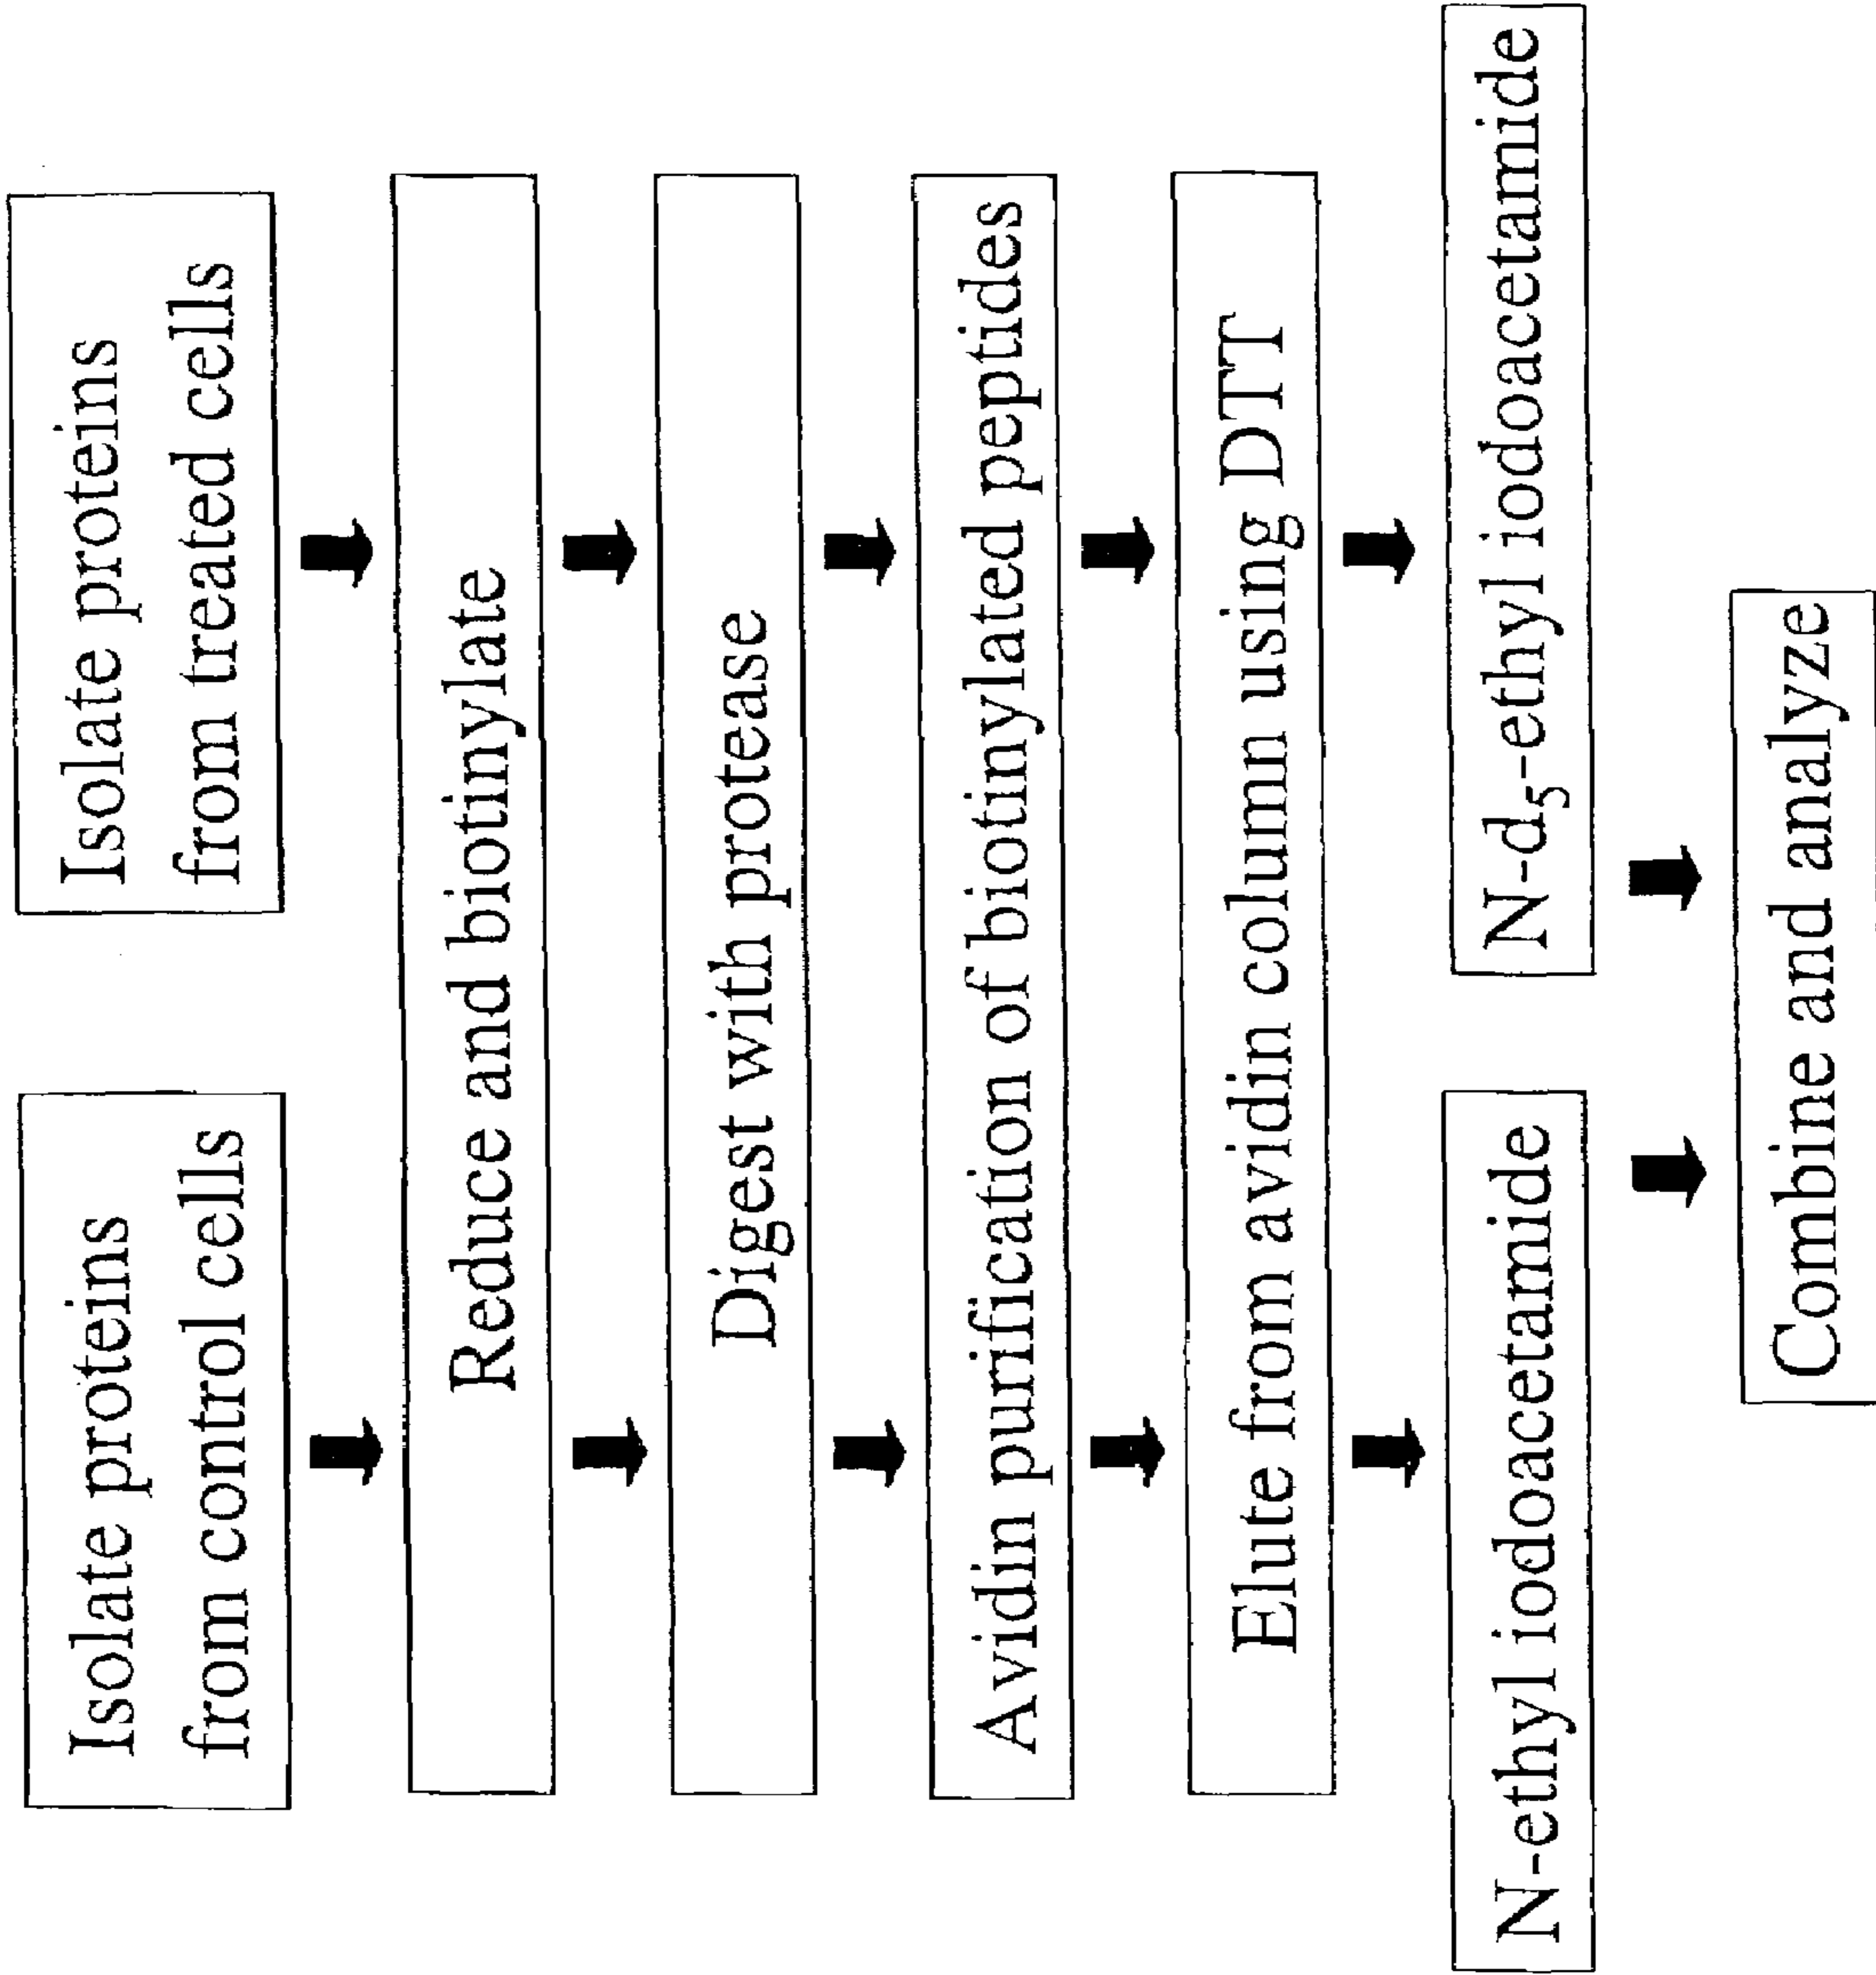 Isolate proteins
from control cells
Isolate proteins
from treated cells
Reduce and biotinylate
Digest with protease
Avidin purification of biotinylated peptides
Elute from avidin column using DTT
N-ethyl iodoacetamide
N-d₅-ethyl iodoacetamide
Combine and analyze